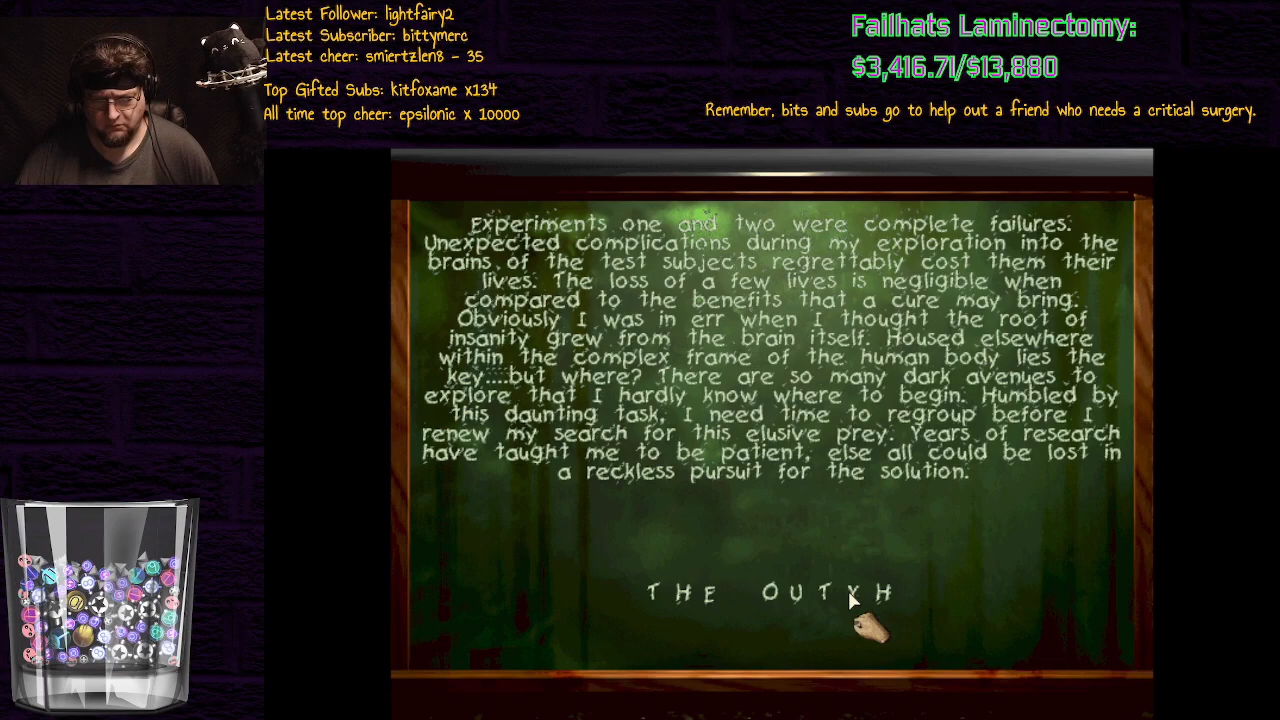 Latest Follower: lightfairy2
Latest Subscriber: bittymerc
Latest cheer: smiertzlen8 - 35
Top Gifted Subs: kitfoxame x134
All time top cheer: epsilonic x 10000
Failhats Laminectomy:
$3,416.71/$13,880
Remember, bits and subs go to help out a friend who needs a critical surgery.
Experiments one and two were complete failures.
Unexpected complications during my exploration into the
brains of the test subjects regrettably cost them their
lives. The loss of a few lives is negligible when
compared to the benefits that a cure may bring.
Obviously I was in err when I thought the root of
insanity grew from the brain itself. Housed elsewhere
within the complex frame of the human body lies the
key....but where? There are so many dark avenues to
explore that I hardly know where to begin. Humbled by
this daunting task, I need time to regroup before I
renew my search for this elusive prey. Years of research
have taught me to be patient, else all could be lost in
a reckless pursuit for the solution.
THE OUTXH